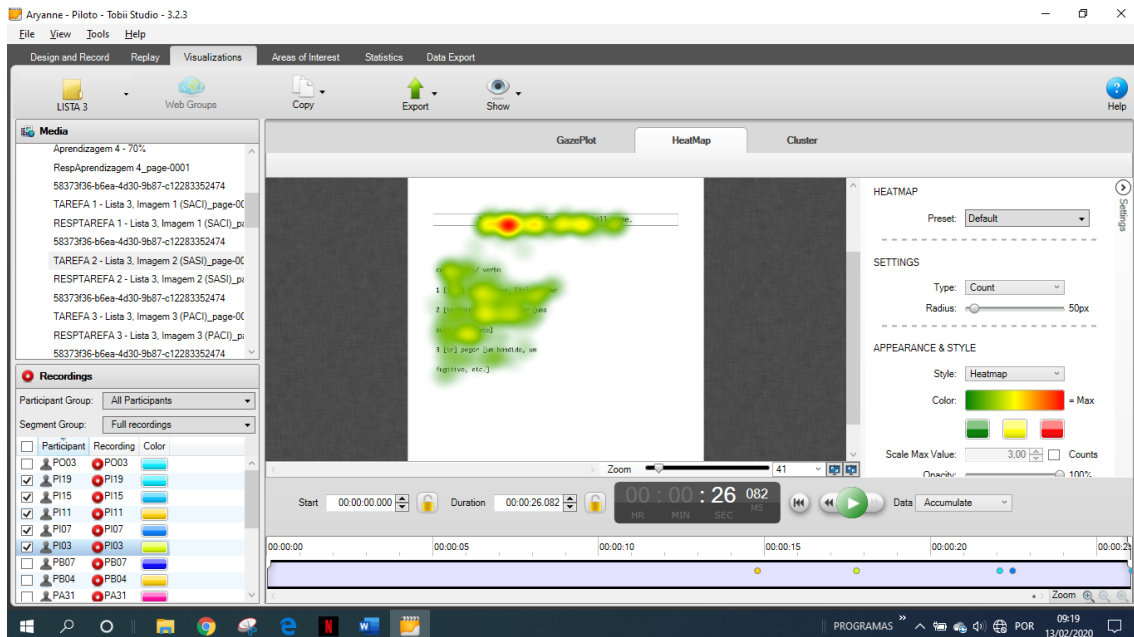 Aryanne - Piloto - Tobii Studio - 3.2.3
File View Tools Help
Design and Record Replay Visualizations Areas of Interest Statistics Data Export
LISTA 3 Web Groups Copy Export Show Help
Media
Aprendizagem 4 - 70%
RespAprendizagem 4_page-0001
58373f36-b6ea-4d30-9b87-c12283352474
TAREFA 1 - Lista 3, Imagem 1 (SACI)_page-00
RESPTAREFA 1 - Lista 3, Imagem 1 (SACI)_pa
58373f36-b6ea-4d30-9b87-c12283352474
TAREFA 2 - Lista 3, Imagem 2 (SASI)_page-00
RESPTAREFA 2 - Lista 3, Imagem 2 (SASI)_pa
58373f36-b6ea-4d30-9b87-c12283352474
TAREFA 3 - Lista 3, Imagem 3 (PACI)_page-00
RESPTAREFA 3 - Lista 3, Imagem 3 (PACI)_pa
58373f36-b6ea-4d30-9b87-c12283352474
Recordings
Participant Group: All Participants
Segment Group: Full recordings
Participant Recording Color
PO03 PO03
PI19 PI19
PI15 PI15
PI11 PI11
PI07 PI07
PI03 PI03
PB07 PB07
PB04 PB04
PA31 PA31
GazePlot HeatMap Cluster
/ verbo
1 [
2 [
3 [tr] pegar [um bandido, um
fugitivo, etc.]
HEATMAP
Preset: Default
SETTINGS
Type: Count
Radius: 50px
APPEARANCE & STYLE
Style: Heatmap
Color: = Max
Scale Max Value: 3,00 Counts
Opacity: 100%
Settings
Zoom 41
Start 00:00:00.000 Duration 00:00:26.082 00 : 00 : 26 082 Data Accumulate
HR MIN SEC MS
00:00:00 00:00:05 00:00:10 00:00:15 00:00:20 00:00:25
Zoom
PROGRAMAS POR 09:19
13/02/2020